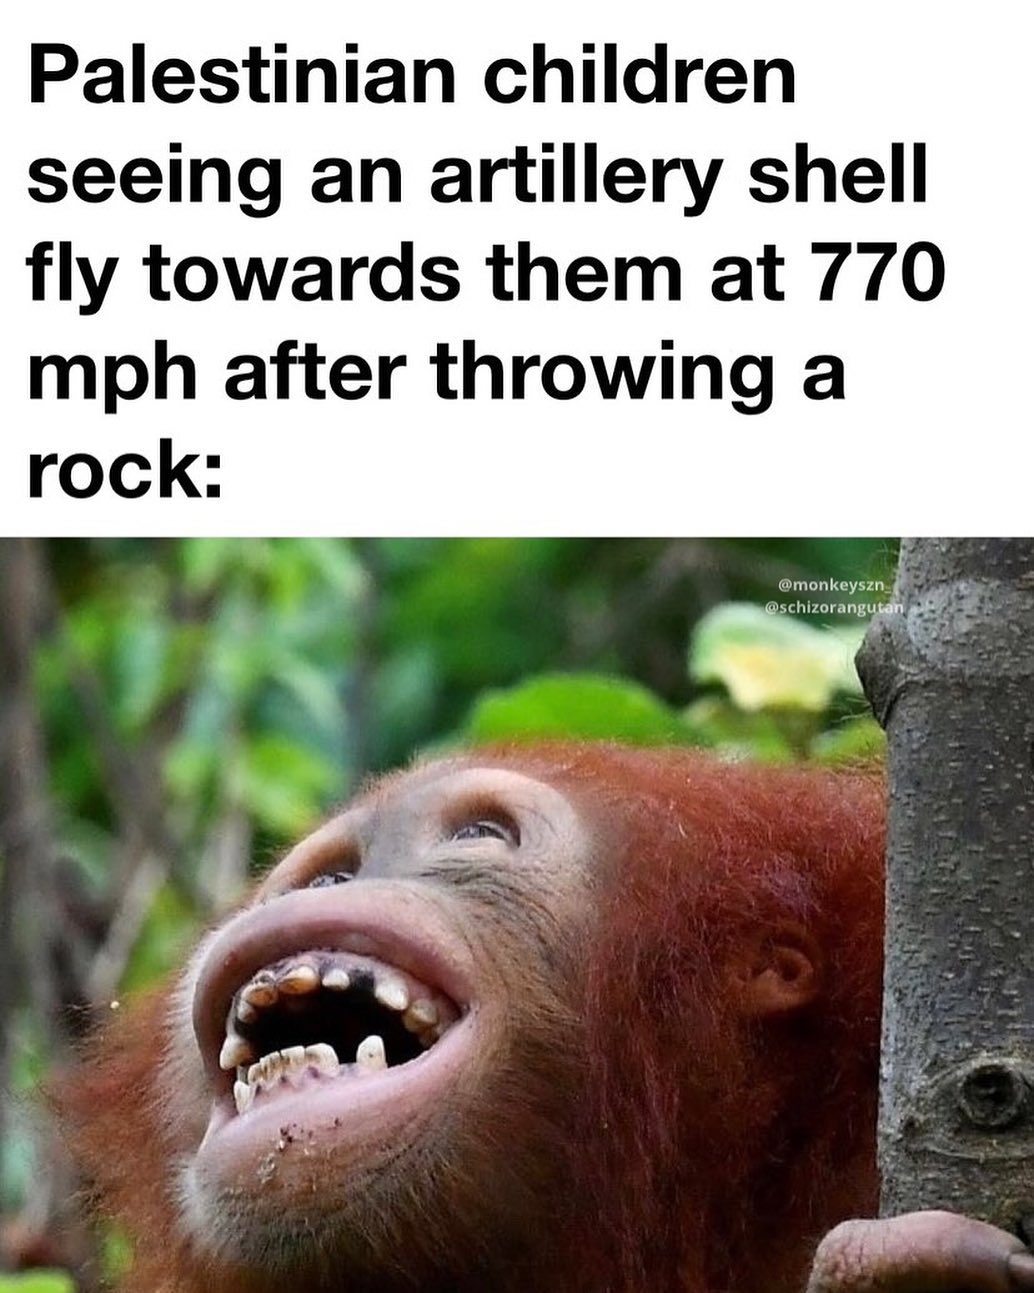 Palestinian children
seeing an artillery shell
fly towards them at 770
mph after throwing a
rock:
@monkeyszn_
@schizorangutan